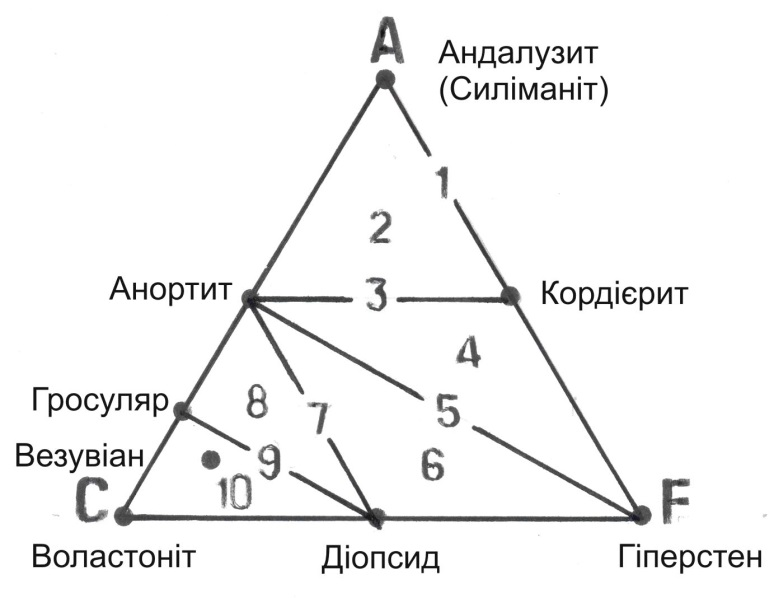 A
Андалузит
(Силіманіт)
1
2
Анортит
3
Кордієрит
4
Гросуляр
8
7
5
Везувіан
9
6
10
C
F
Воластоніт
Діопсид
Гіперстен